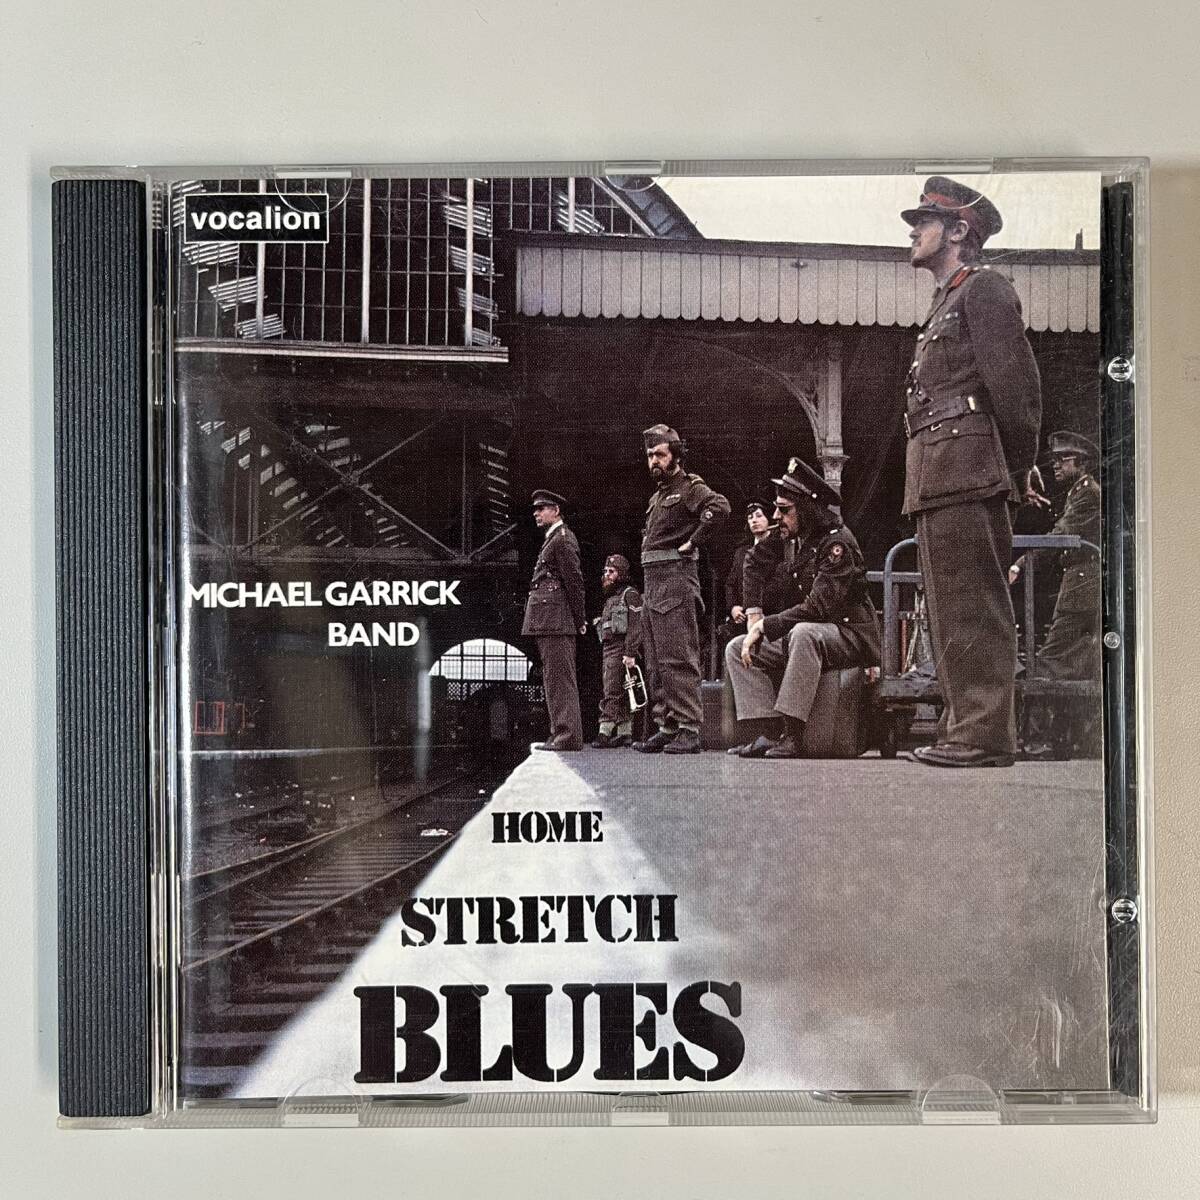 vocalion
MICHAEL GARRICK
BAND
HOME
STRETCH
BLUES